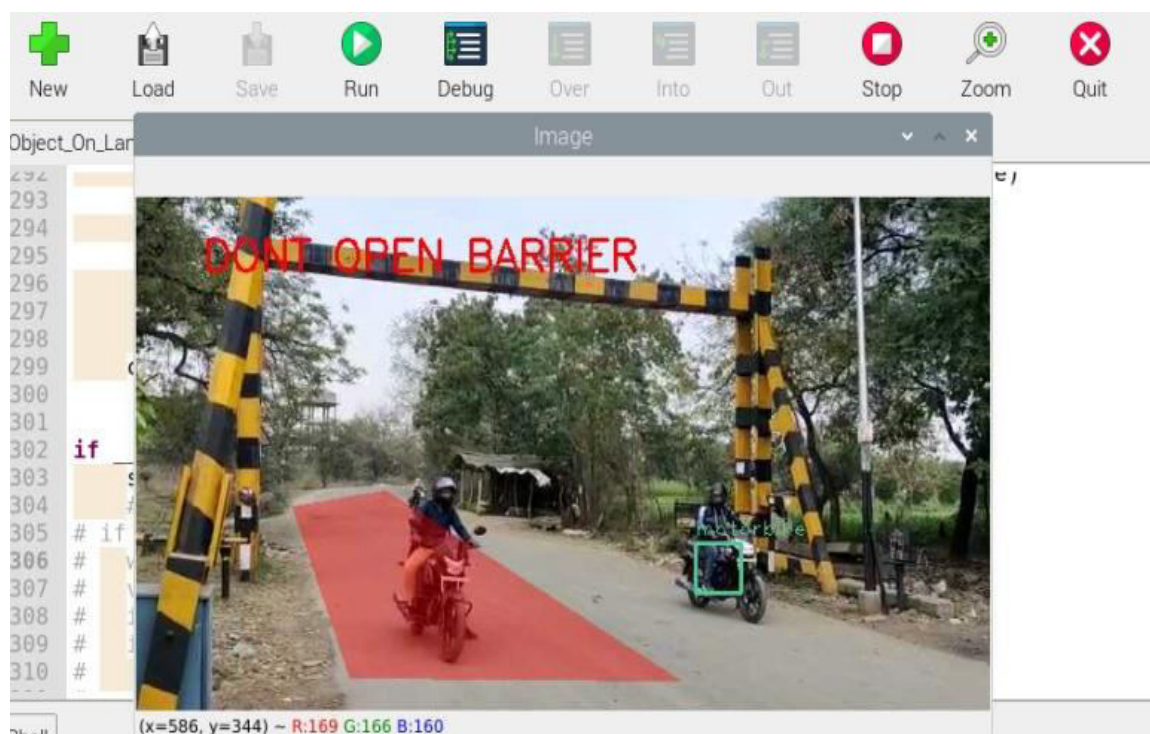 New Load Save Run Debug Over Into Out Stop Zoom Quit
Object_On_Lan
Image
292 e)
293
294
DONT OPEN BARRIER
295
296
297
298
299
300
301
302 if
303
304 #
305 # if
motorbike
306 #
307 #
308 #
309 #
310 #
(x=586, y=344) ~ R:169 G:166 B:160